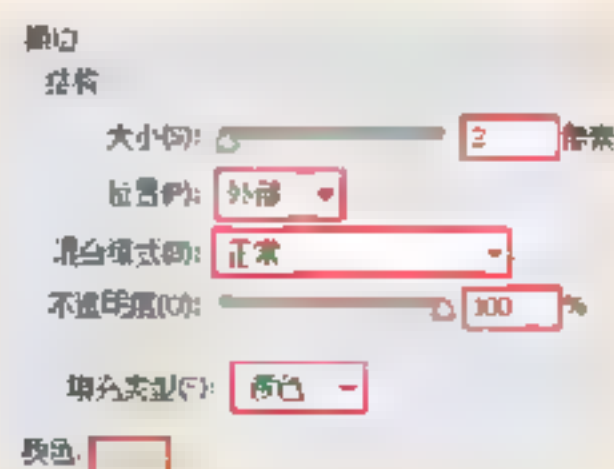 描边
结构
大小(S): 2 像素
位置(P): 外部
混合模式(B): 正常
不透明度(O): 100 %
填充类型(F): 颜色
颜色: